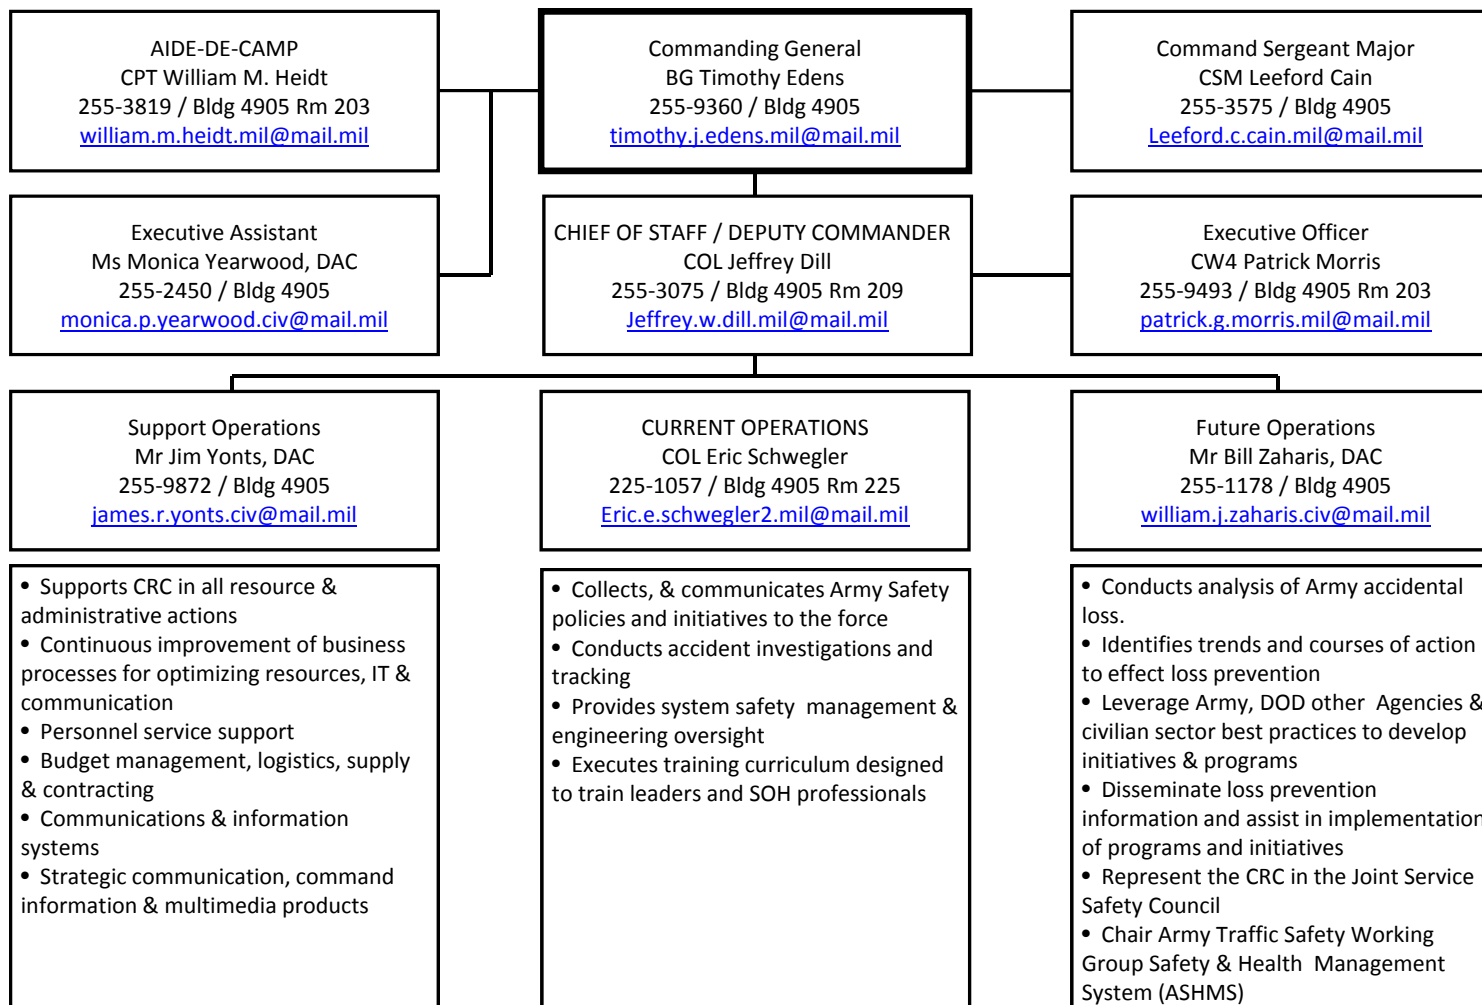 AIDE-DE-CAMP
CPT William M. Heidt
255-3819 / Bldg 4905 Rm 203
william.m.heidt.mil@mail.mil
Commanding General
BG Timothy Edens
255-9360 / Bldg 4905
timothy.j.edens.mil@mail.mil
Command Sergeant Major
CSM Leeford Cain
255-3575 / Bldg 4905
Leeford.c.cain.mil@mail.mil
Executive Assistant
Ms Monica Yearwood, DAC
255-2450 / Bldg 4905
monica.p.yearwood.civ@mail.mil
CHIEF OF STAFF / DEPUTY COMMANDER
COL Jeffrey Dill
255-3075 / Bldg 4905 Rm 209
Jeffrey.w.dill.mil@mail.mil
Executive Officer
CW4 Patrick Morris
255-9493 / Bldg 4905 Rm 203
patrick.g.morris.mil@mail.mil
Support Operations
Mr Jim Yonts, DAC
255-9872 / Bldg 4905
james.r.yonts.civ@mail.mil
CURRENT OPERATIONS
COL Eric Schwegler
225-1057 / Bldg 4905 Rm 225
Eric.e.schwegler2.mil@mail.mil
Future Operations
Mr Bill Zaharis, DAC
255-1178 / Bldg 4905
william.j.zaharis.civ@mail.mil
• Supports CRC in all resource &
administrative actions
• Continuous improvement of business
processes for optimizing resources, IT &
communication
• Personnel service support
• Budget management, logistics, supply
& contracting
• Communications & information
systems
• Strategic communication, command
information & multimedia products
• Collects, & communicates Army Safety
policies and initiatives to the force
• Conducts accident investigations and
tracking
• Provides system safety management &
engineering oversight
• Executes training curriculum designed
to train leaders and SOH professionals
• Conducts analysis of Army accidental
loss.
• Identifies trends and courses of action
to effect loss prevention
• Leverage Army, DOD other Agencies &
civilian sector best practices to develop
initiatives & programs
• Disseminate loss prevention
information and assist in implementation
of programs and initiatives
• Represent the CRC in the Joint Service
Safety Council
• Chair Army Traffic Safety Working
Group Safety & Health Management
System (ASHMS)